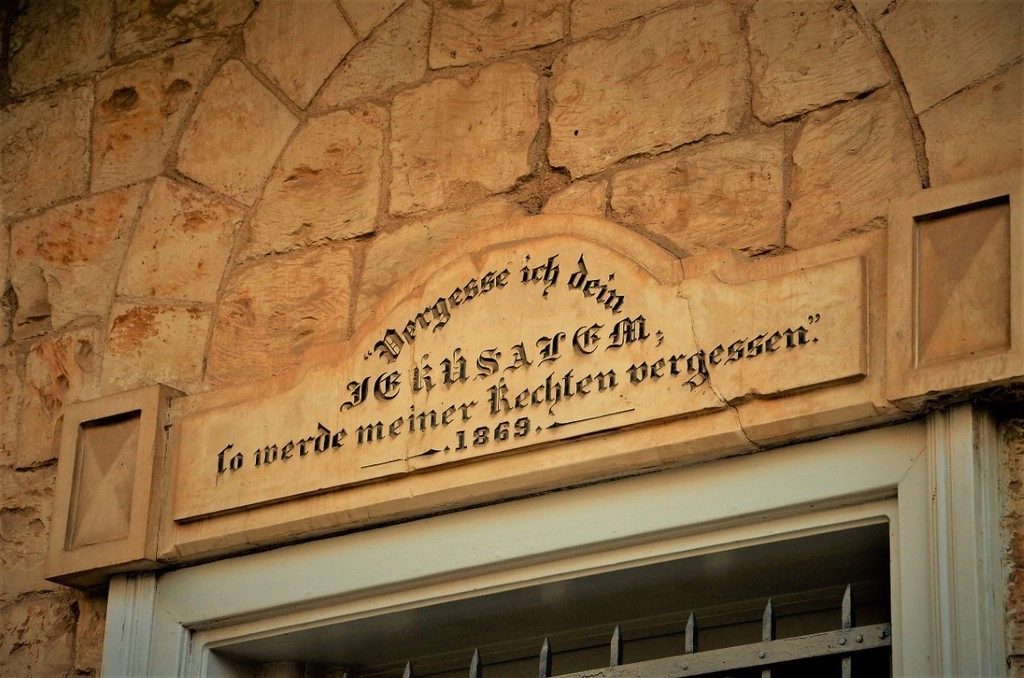 "Vergesse ich dein
JERUSALEM,
so werde meiner Rechten vergessen."
.1869.